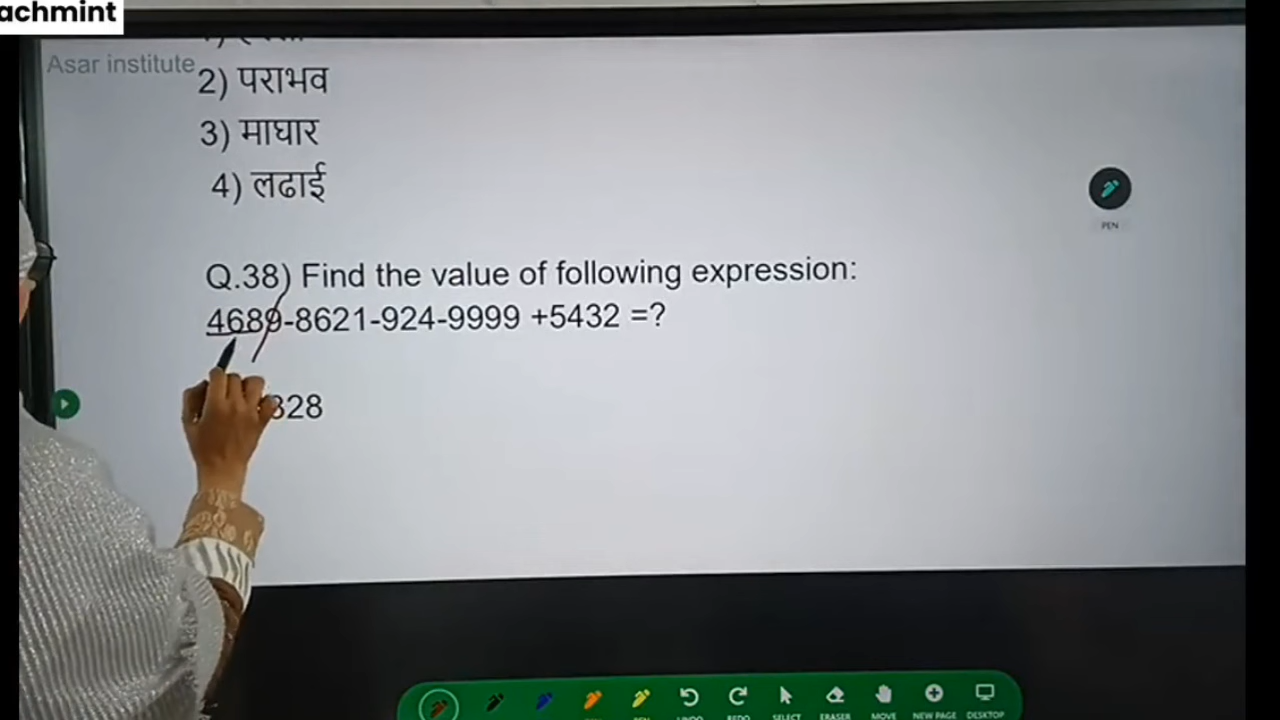 achmint
Asar institute
2) पराभव
3) माघार
4) लढाई
PEN
Q.38) Find the value of following expression:
4689-8621-924-9999 +5432 =?
328
UNDO REDO SELECT ERASER MOVE NEW PAGE DESKTOP